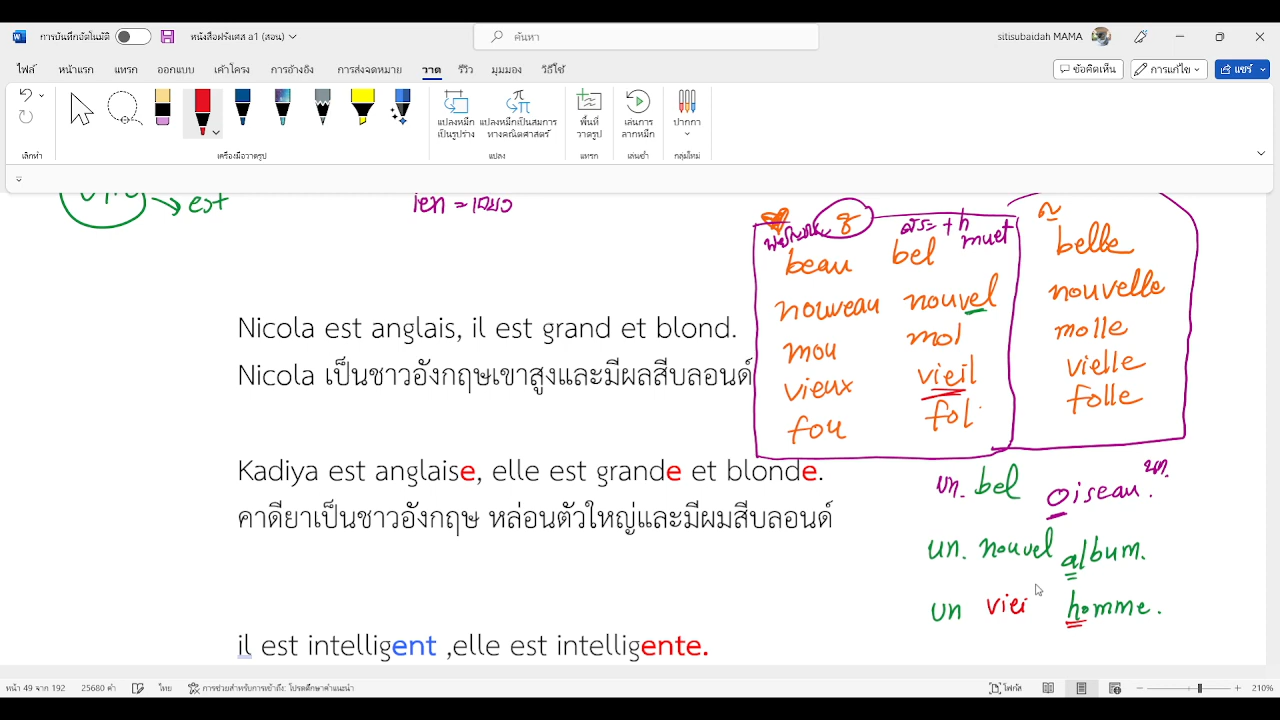 การบันทึกอัตโนมัติ
หนังสือฝรั่งเศส a1 (สอน)
ค้นหา
sitisubaidah MAMA
ไฟล์ หน้าแรก แทรก ออกแบบ เค้าโครง การอ้างอิง การส่งจดหมาย วาด รีวิว มุมมอง วิธีใช้
ข้อคิดเห็น การแก้ไข แชร์
แปลงหมึกเป็นรูปร่าง
แปลงหมึกเป็นสมการทางคณิตศาสตร์
พื้นที่วาดรูป
เล่นการลากหมึก
ปากกา
เลิกทำ เครื่องมือวาดรูป แปลง แทรก เล่นซ้ำ กลุ่มใหม่
est
สระ + h muet
beau bel belle
nouveau nouvel nouvelle
mou mol molle
vieux vieil vielle
fou fol folle
Nicola est anglais, il est grand et blond.
Nicola เป็นชาวอังกฤษเขาสูงและมีผลสีบลอนด์
Kadiya est anglaise, elle est grande et blonde.
คาดียาเป็นชาวอังกฤษ หล่อนตัวใหญ่และมีผมสีบลอนด์
il est intelligent ,elle est intelligente.
un. bel oiseau. นก.
un. nouvel album.
un viei homme.
หน้า 49 จาก 192 25680 คำ ไทย การช่วยสำหรับการเข้าถึง: โปรดศึกษาคำแนะนำ โฟกัส 210%